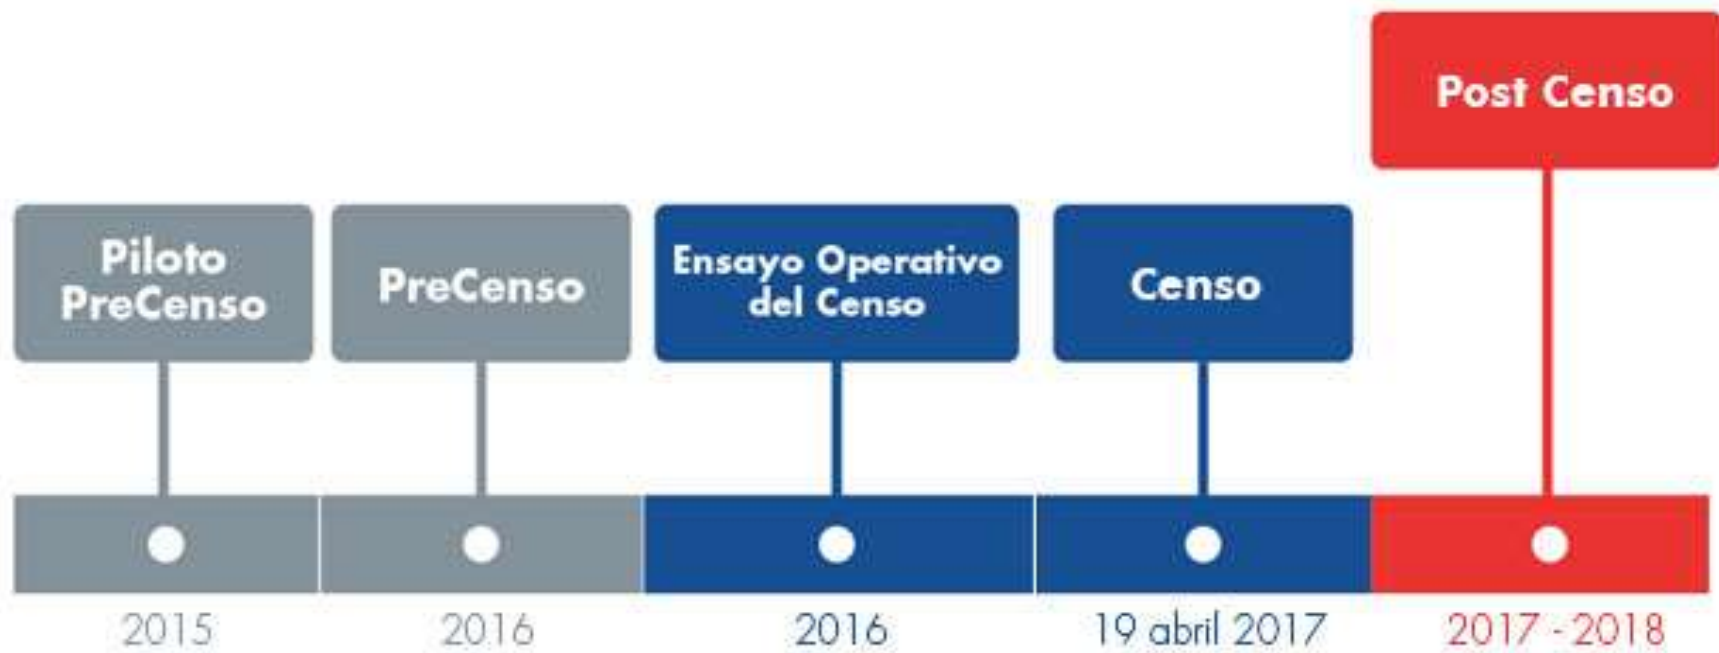 Post Censo
Piloto
PreCenso
PreCenso
Ensayo Operativo
del Censo
Censo
2015
2016
2016
19 abril 2017
2017 - 2018